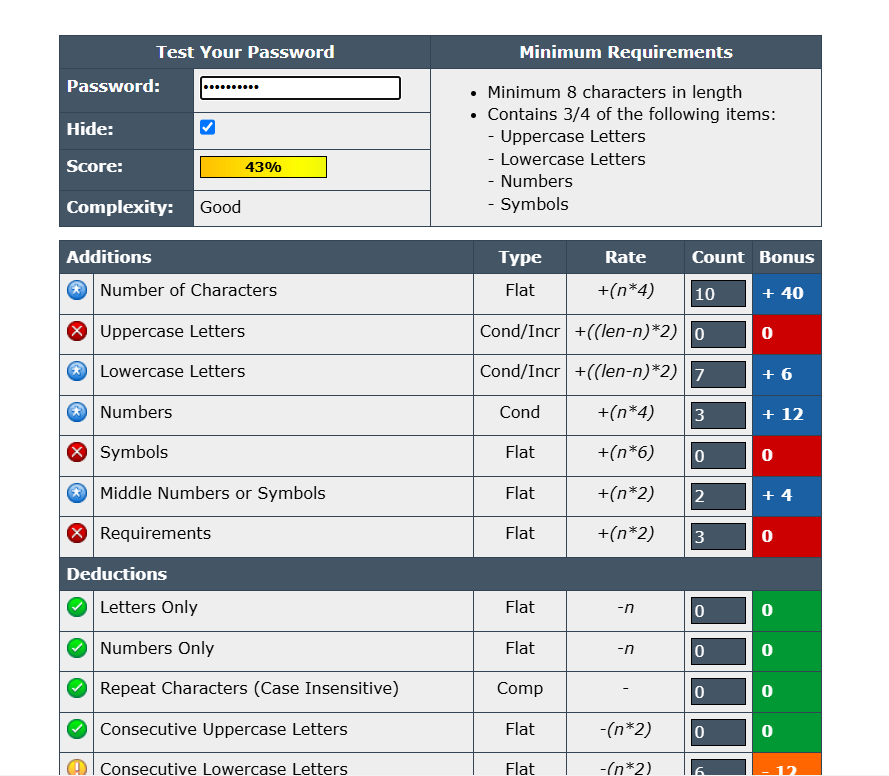 Test Your Password Minimum Requirements
Password: ••••••••••
Hide:
Score: 43%
Complexity: Good
• Minimum 8 characters in length
• Contains 3/4 of the following items:
- Uppercase Letters
- Lowercase Letters
- Numbers
- Symbols
Additions Type Rate Count Bonus
Number of Characters Flat +(n*4) 10 + 40
Uppercase Letters Cond/Incr +((len-n)*2) 0 0
Lowercase Letters Cond/Incr +((len-n)*2) 7 + 6
Numbers Cond +(n*4) 3 + 12
Symbols Flat +(n*6) 0 0
Middle Numbers or Symbols Flat +(n*2) 2 + 4
Requirements Flat +(n*2) 3 0
Deductions
Letters Only Flat -n 0 0
Numbers Only Flat -n 0 0
Repeat Characters (Case Insensitive) Comp - 0 0
Consecutive Uppercase Letters Flat -(n*2) 0 0
Consecutive Lowercase Letters Flat -(n*2) 6 - 12